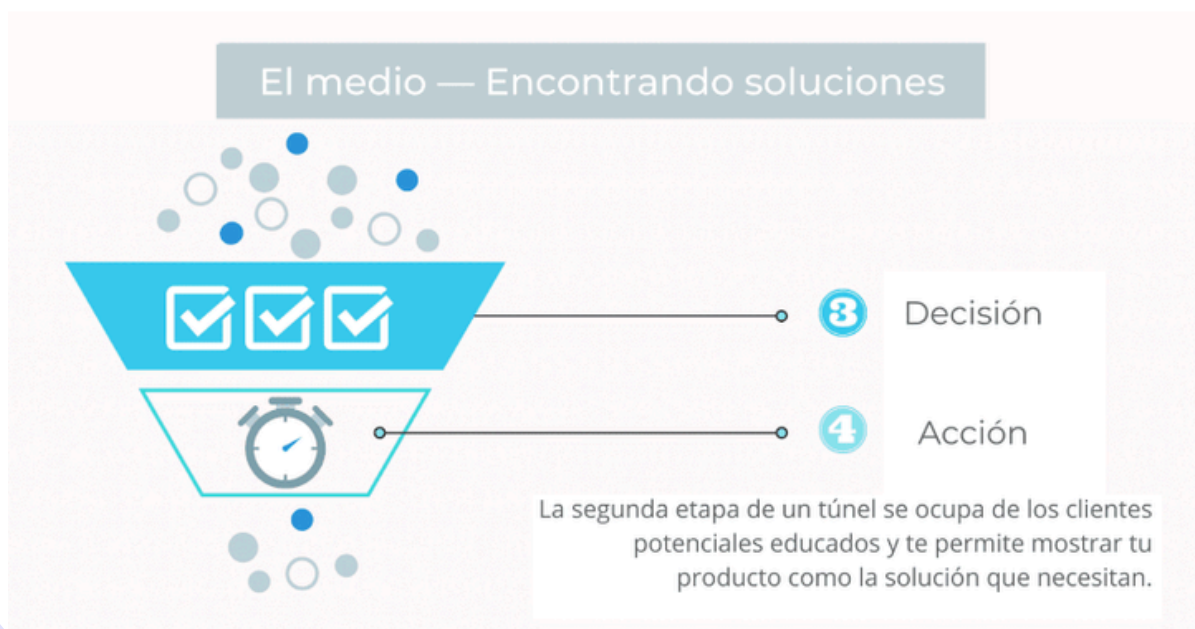 El medio — Encontrando soluciones
3 Decisión
4 Acción
La segunda etapa de un túnel se ocupa de los clientes
potenciales educados y te permite mostrar tu
producto como la solución que necesitan.